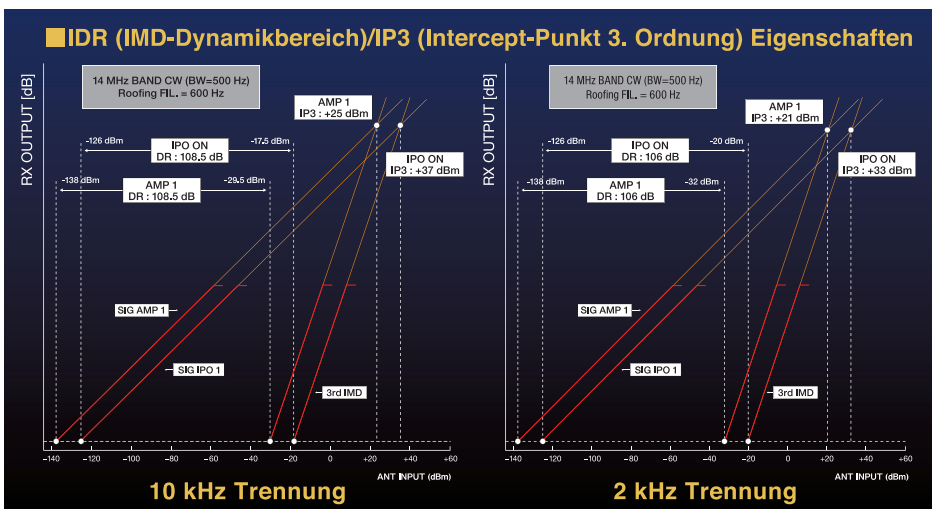 IDR (IMD-Dynamikbereich)/IP3 (Intercept-Punkt 3. Ordnung) Eigenschaften
RX OUTPUT [dB]
14 MHz BAND CW (BW=500 Hz)
Roofing FIL. = 600 Hz
AMP 1
IP3 : +25 dBm
-126 dBm
IPO ON
DR : 108.5 dB
-17.5 dBm
IPO ON
IP3 : +37 dBm
-138 dBm
AMP 1
DR : 108.5 dB
-29.5 dBm
SIG AMP 1
SIG IPO 1
3rd IMD
-140 -120 -100 -80 -60 -40 -20 0 +20 +40 +60
ANT INPUT (dBm)
10 kHz Trennung
RX OUTPUT [dB]
14 MHz BAND CW (BW=500 Hz)
Roofing FIL. = 600 Hz
AMP 1
IP3 : +21 dBm
-126 dBm
IPO ON
DR : 106 dB
-20 dBm
IPO ON
IP3 : +33 dBm
-138 dBm
AMP 1
DR : 106 dB
-32 dBm
SIG AMP 1
SIG IPO 1
3rd IMD
-140 -120 -100 -80 -60 -40 -20 0 +20 +40 +60
ANT INPUT (dBm)
2 kHz Trennung